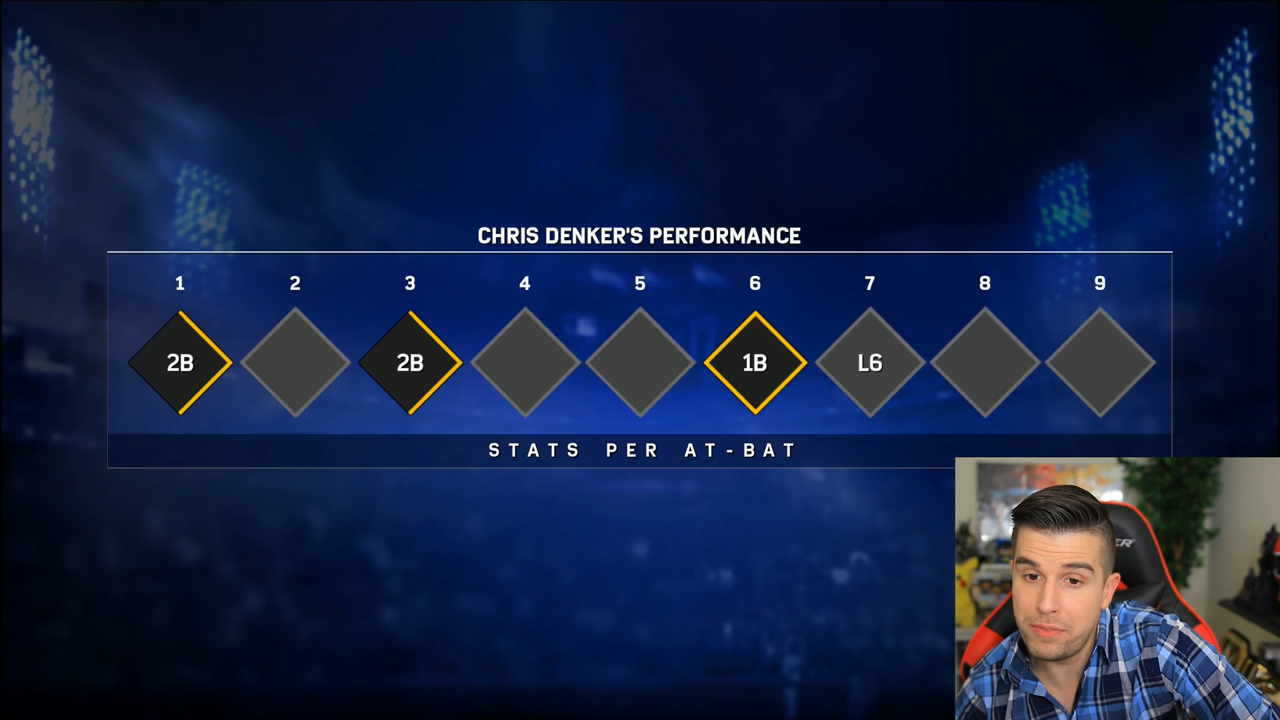 CHRIS DENKER'S PERFORMANCE
1 2 3 4 5 6 7 8 9
2B 2B 1B L6
STATS PER AT-BAT